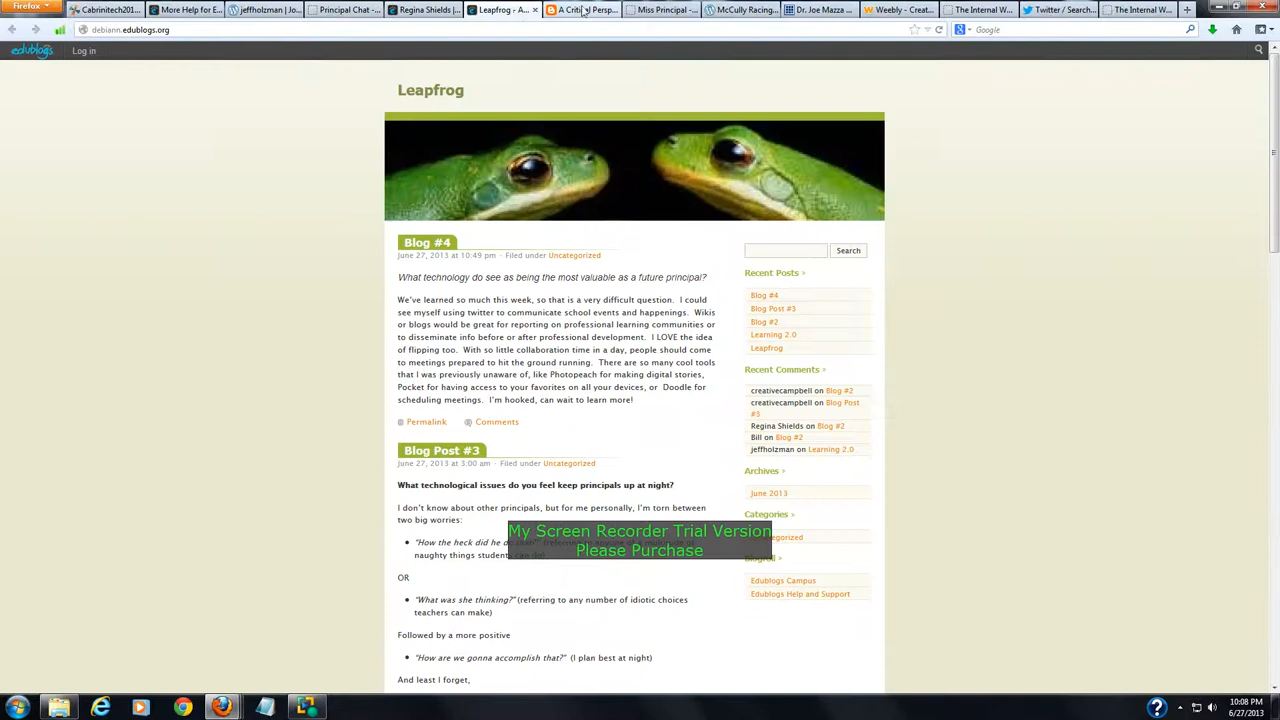 Firefox
Cabrinitech201...
More Help for E...
jeffholzman | Jo...
Principal Chat -...
Regina Shields |...
Leapfrog - A...
A Critical Persp...
Miss Principal -...
McCully Racing...
Dr. Joe Mazza ...
Weebly - Creat...
The Internal Wo...
Twitter / Search...
The Internal Wo...
debiann.edublogs.org
Google
edublogs
Log in
Leapfrog
Blog #4
June 27, 2013 at 10:49 pm · Filed under Uncategorized
What technology do see as being the most valuable as a future principal?
We've learned so much this week, so that is a very difficult question. I could
see myself using twitter to communicate school events and happenings. Wikis
or blogs would be great for reporting on professional learning communities or
to disseminate info before or after professional development. I LOVE the idea
of flipping too. With so little collaboration time in a day, people should come
to meetings prepared to hit the ground running. There are so many cool tools
that I was previously unaware of, like Photopeach for making digital stories,
Pocket for having access to your favorites on all your devices, or Doodle for
scheduling meetings. I'm hooked, can wait to learn more!
Permalink
Comments
Blog Post #3
June 27, 2013 at 3:00 am · Filed under Uncategorized
What technological issues do you feel keep principals up at night?
I don't know about other principals, but for me personally, I'm torn between
two big worries:
"How the heck did he do
naughty things students can do)
OR
"What was she thinking?" (referring to any number of idiotic choices
teachers can make)
Followed by a more positive
"How are we gonna accomplish that?" (I plan best at night)
And least I forget,
Search
Recent Posts »
Blog #4
Blog Post #3
Blog #2
Learning 2.0
Leapfrog
Recent Comments »
creativecampbell on Blog #2
creativecampbell on Blog Post
#3
Regina Shields on Blog #2
Bill on Blog #2
jeffholzman on Learning 2.0
Archives »
June 2013
Categories »
Blogroll »
Edublogs Campus
Edublogs Help and Support
My Screen Recorder Trial Version
Please Purchase
10:08 PM
6/27/2013